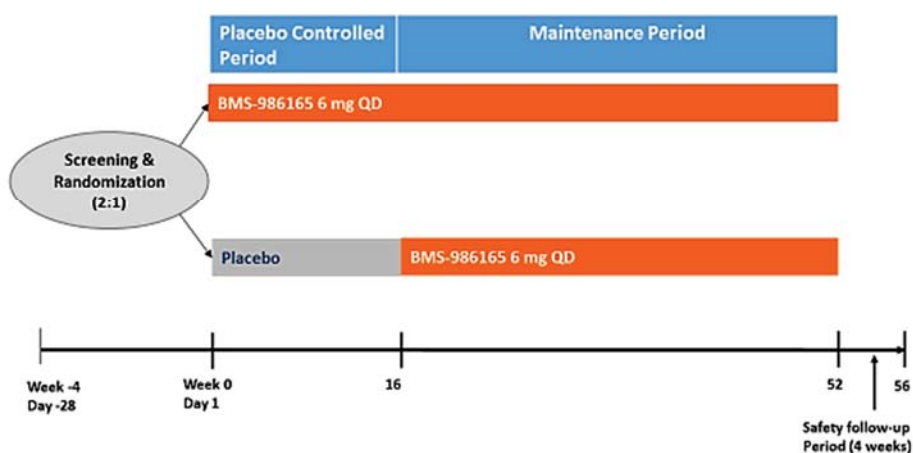 Placebo Controlled
Period
Maintenance Period
BMS-986165 6 mg QD
Screening &
Randomization
(2:1)
Placebo
BMS-986165 6 mg QD
Week -4
Day -28
Week 0
Day 1
16
52
56
Safety follow-up
Period (4 weeks)